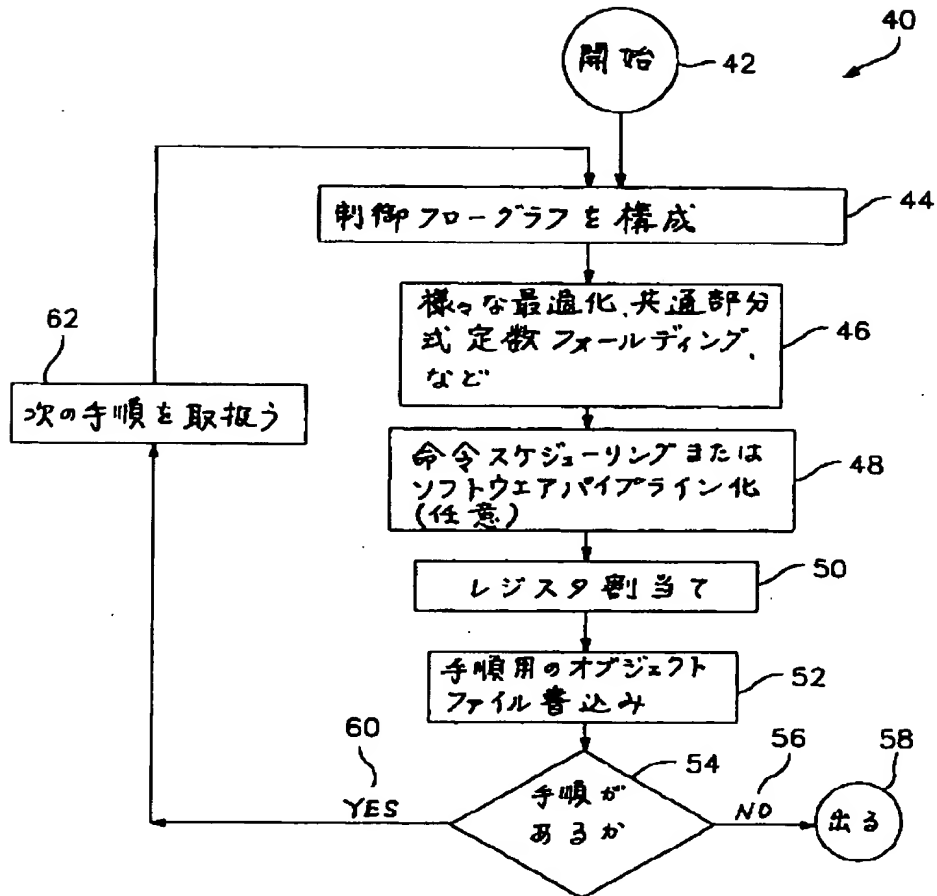 40
開始
42
制御フローグラフを構成
44
様々な最適化、共通部分
式 定数フォールディング、
など
46
62
次の手順を取扱う
命令スケジューリングまたは
ソフトウエアパイプライン化
(任意)
48
レジスタ割当て
50
手順用のオブジェクト
ファイル書込み
52
60
YES
手順が
あるか
54
56
NO
58
出る